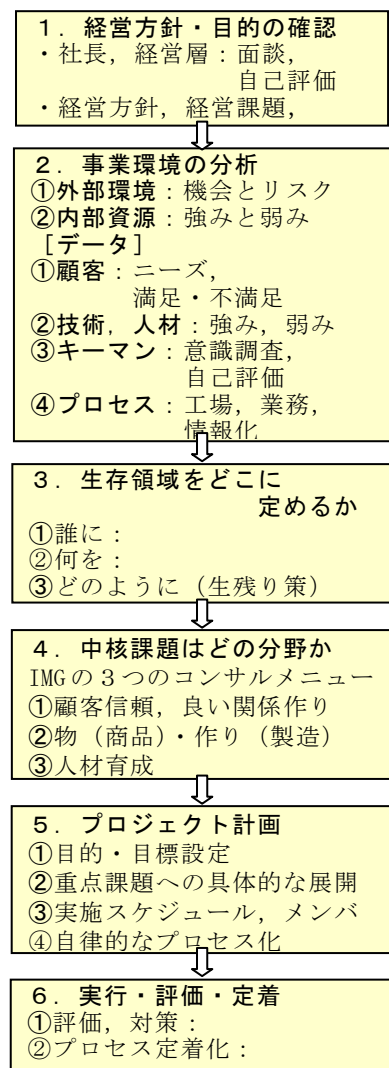 １．経営方針・目的の確認
・社長，経営層：面談，
自己評価
・経営方針，経営課題，
２．事業環境の分析
①外部環境：機会とリスク
②内部資源：強みと弱み
［データ］
①顧客：ニーズ，
満足・不満足
②技術，人材：強み，弱み
③キーマン：意識調査，
自己評価
④プロセス：工場，業務，
情報化
３．生存領域をどこに
定めるか
①誰に：
②何を：
③どのように（生残り策）
４．中核課題はどの分野か
IMGの３つのコンサルメニュー
①顧客信頼，良い関係作り
②物（商品）・作り（製造）
③人材育成
５．プロジェクト計画
①目的・目標設定
②重点課題への具体的な展開
③実施スケジュール，メンバ
④自律的なプロセス化
６．実行・評価・定着
①評価，対策：
②プロセス定着化：